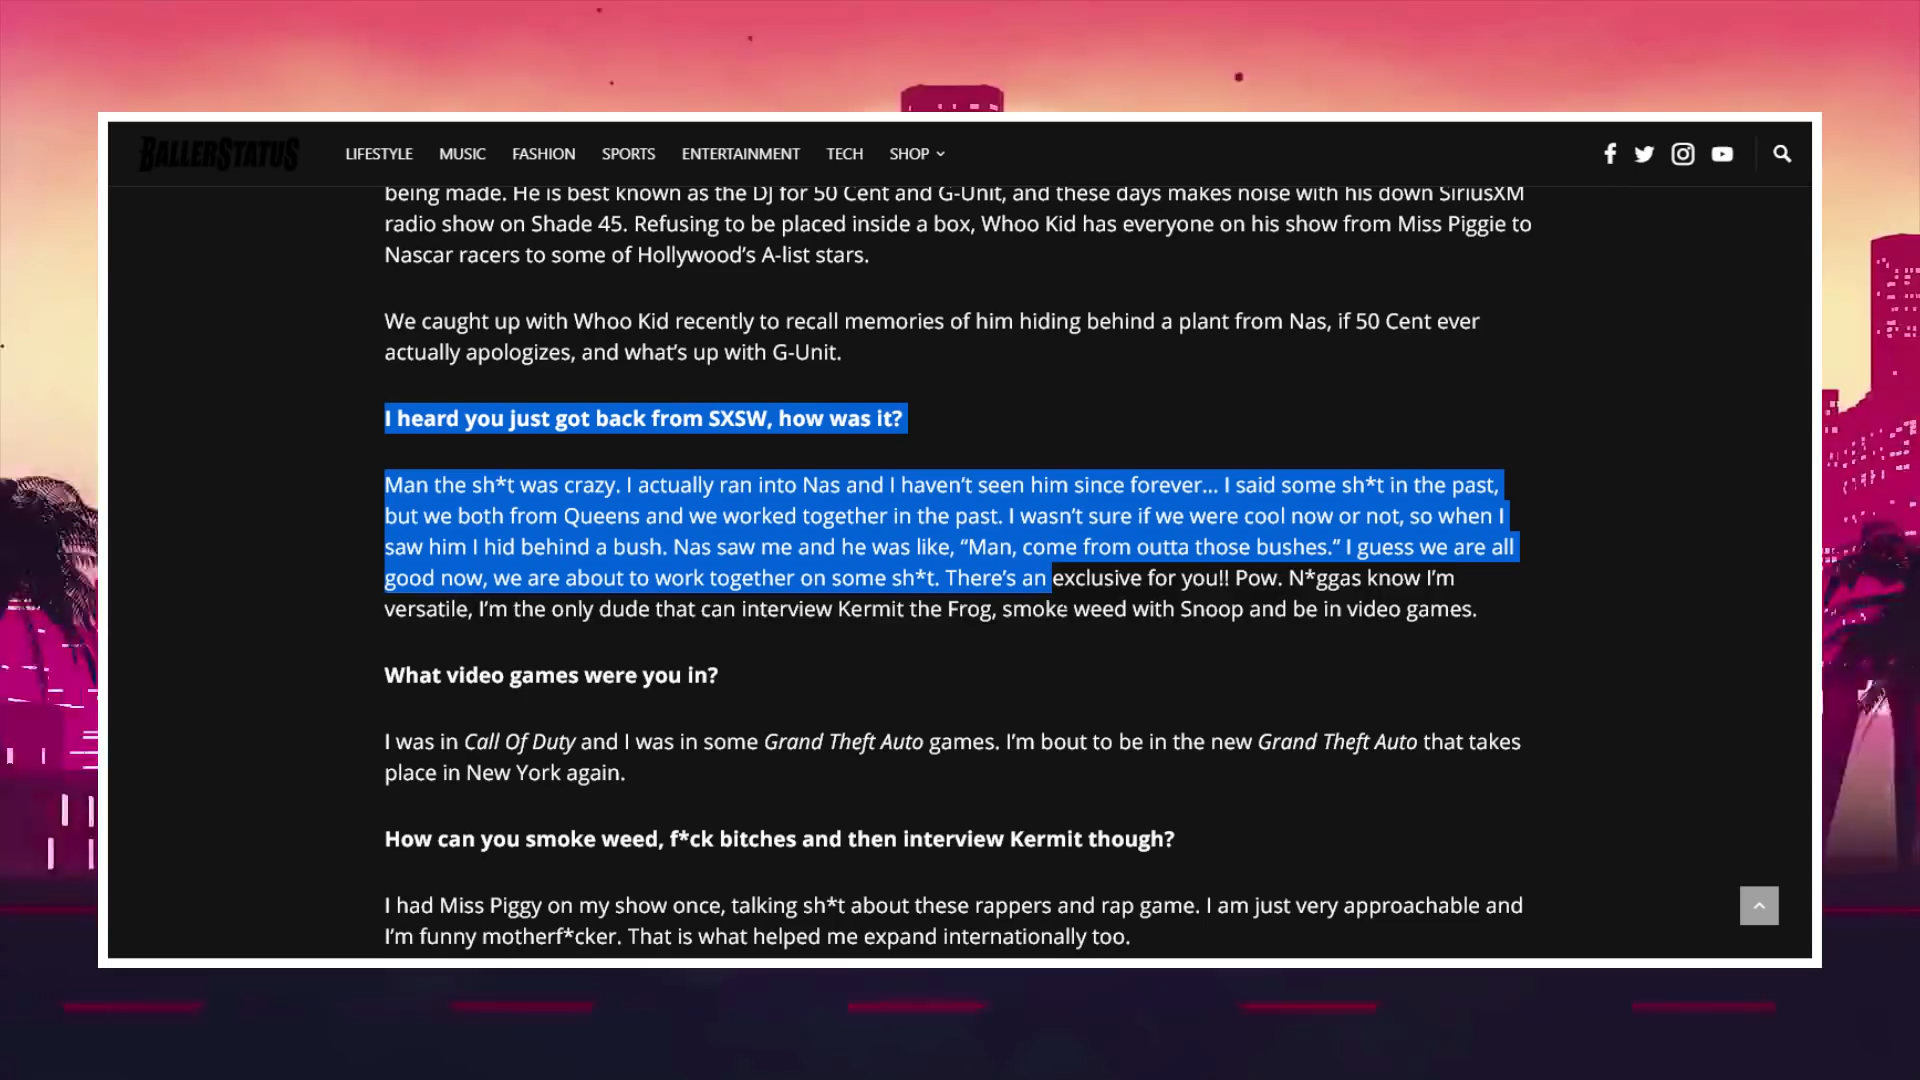 BALLERSTATUS
LIFESTYLE MUSIC FASHION SPORTS ENTERTAINMENT TECH SHOP
being made. He is best known as the DJ for 50 Cent and G-Unit, and these days makes noise with his down SiriusXM
radio show on Shade 45. Refusing to be placed inside a box, Whoo Kid has everyone on his show from Miss Piggie to
Nascar racers to some of Hollywood’s A-list stars.
We caught up with Whoo Kid recently to recall memories of him hiding behind a plant from Nas, if 50 Cent ever
actually apologizes, and what’s up with G-Unit.
I heard you just got back from SXSW, how was it?
Man the sh*t was crazy. I actually ran into Nas and I haven’t seen him since forever… I said some sh*t in the past,
but we both from Queens and we worked together in the past. I wasn’t sure if we were cool now or not, so when I
saw him I hid behind a bush. Nas saw me and he was like, “Man, come from outta those bushes.” I guess we are all
good now, we are about to work together on some sh*t. There’s an exclusive for you!! Pow. N*ggas know I’m
versatile, I’m the only dude that can interview Kermit the Frog, smoke weed with Snoop and be in video games.
What video games were you in?
I was in Call Of Duty and I was in some Grand Theft Auto games. I’m bout to be in the new Grand Theft Auto that takes
place in New York again.
How can you smoke weed, f*ck bitches and then interview Kermit though?
I had Miss Piggy on my show once, talking sh*t about these rappers and rap game. I am just very approachable and
I’m funny motherf*cker. That is what helped me expand internationally too.